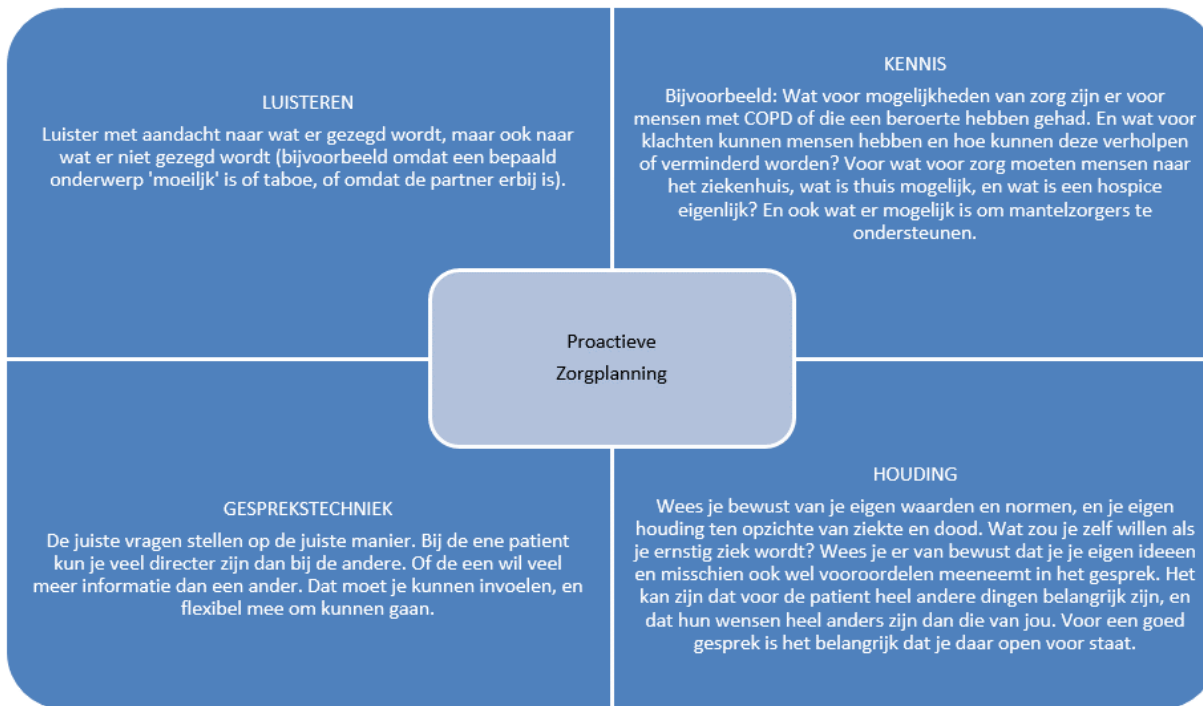 LUISTEREN
Luister met aandacht naar wat er gezegd wordt, maar ook naar
wat er niet gezegd wordt (bijvoorbeeld omdat een bepaald
onderwerp 'moeiljk' is of taboe, of omdat de partner erbij is).
KENNIS
Bijvoorbeeld: Wat voor mogelijkheden van zorg zijn er voor
mensen met COPD of die een beroerte hebben gehad. En wat voor
klachten kunnen mensen hebben en hoe kunnen deze verholpen
of verminderd worden? Voor wat voor zorg moeten mensen naar
het ziekenhuis, wat is thuis mogelijk, en wat is een hospice
eigenlijk? En ook wat er mogelijk is om mantelzorgers te
ondersteunen.
Proactieve
Zorgplanning
GESPREKSTECHNIEK
De juiste vragen stellen op de juiste manier. Bij de ene patient
kun je veel directer zijn dan bij de andere. Of de een wil veel
meer informatie dan een ander. Dat moet je kunnen invoelen, en
flexibel mee om kunnen gaan.
HOUDING
Wees je bewust van je eigen waarden en normen, en je eigen
houding ten opzichte van ziekte en dood. Wat zou je zelf willen als
je ernstig ziek wordt? Wees je er van bewust dat je je eigen ideeen
en misschien ook wel vooroordelen meeneemt in het gesprek. Het
kan zijn dat voor de patient heel andere dingen belangrijk zijn, en
dat hun wensen heel anders zijn dan die van jou. Voor een goed
gesprek is het belangrijk dat je daar open voor staat.